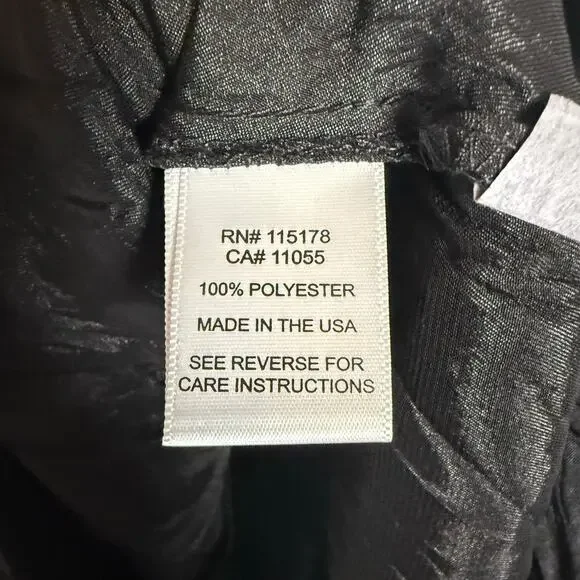 RN# 115178
CA# 11055
100% POLYESTER
MADE IN THE USA
SEE REVERSE FOR
CARE INSTRUCTIONS